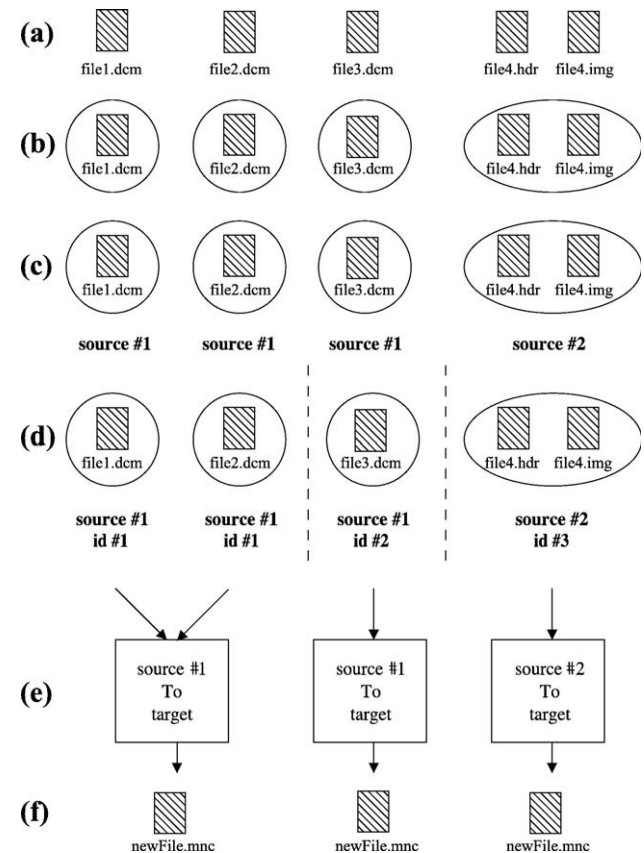 (a)
file1.dcm file2.dcm file3.dcm file4.hdr file4.img
(b)
file1.dcm file2.dcm file3.dcm file4.hdr file4.img
(c)
file1.dcm file2.dcm file3.dcm file4.hdr file4.img
source #1 source #1 source #1 source #2
(d)
file1.dcm file2.dcm file3.dcm file4.hdr file4.img
source #1 source #1 source #1 source #2
id #1 id #1 id #2 id #3
(e)
source #1 source #1 source #2
To To To
target target target
(f)
newFile.mnc newFile.mnc newFile.mnc